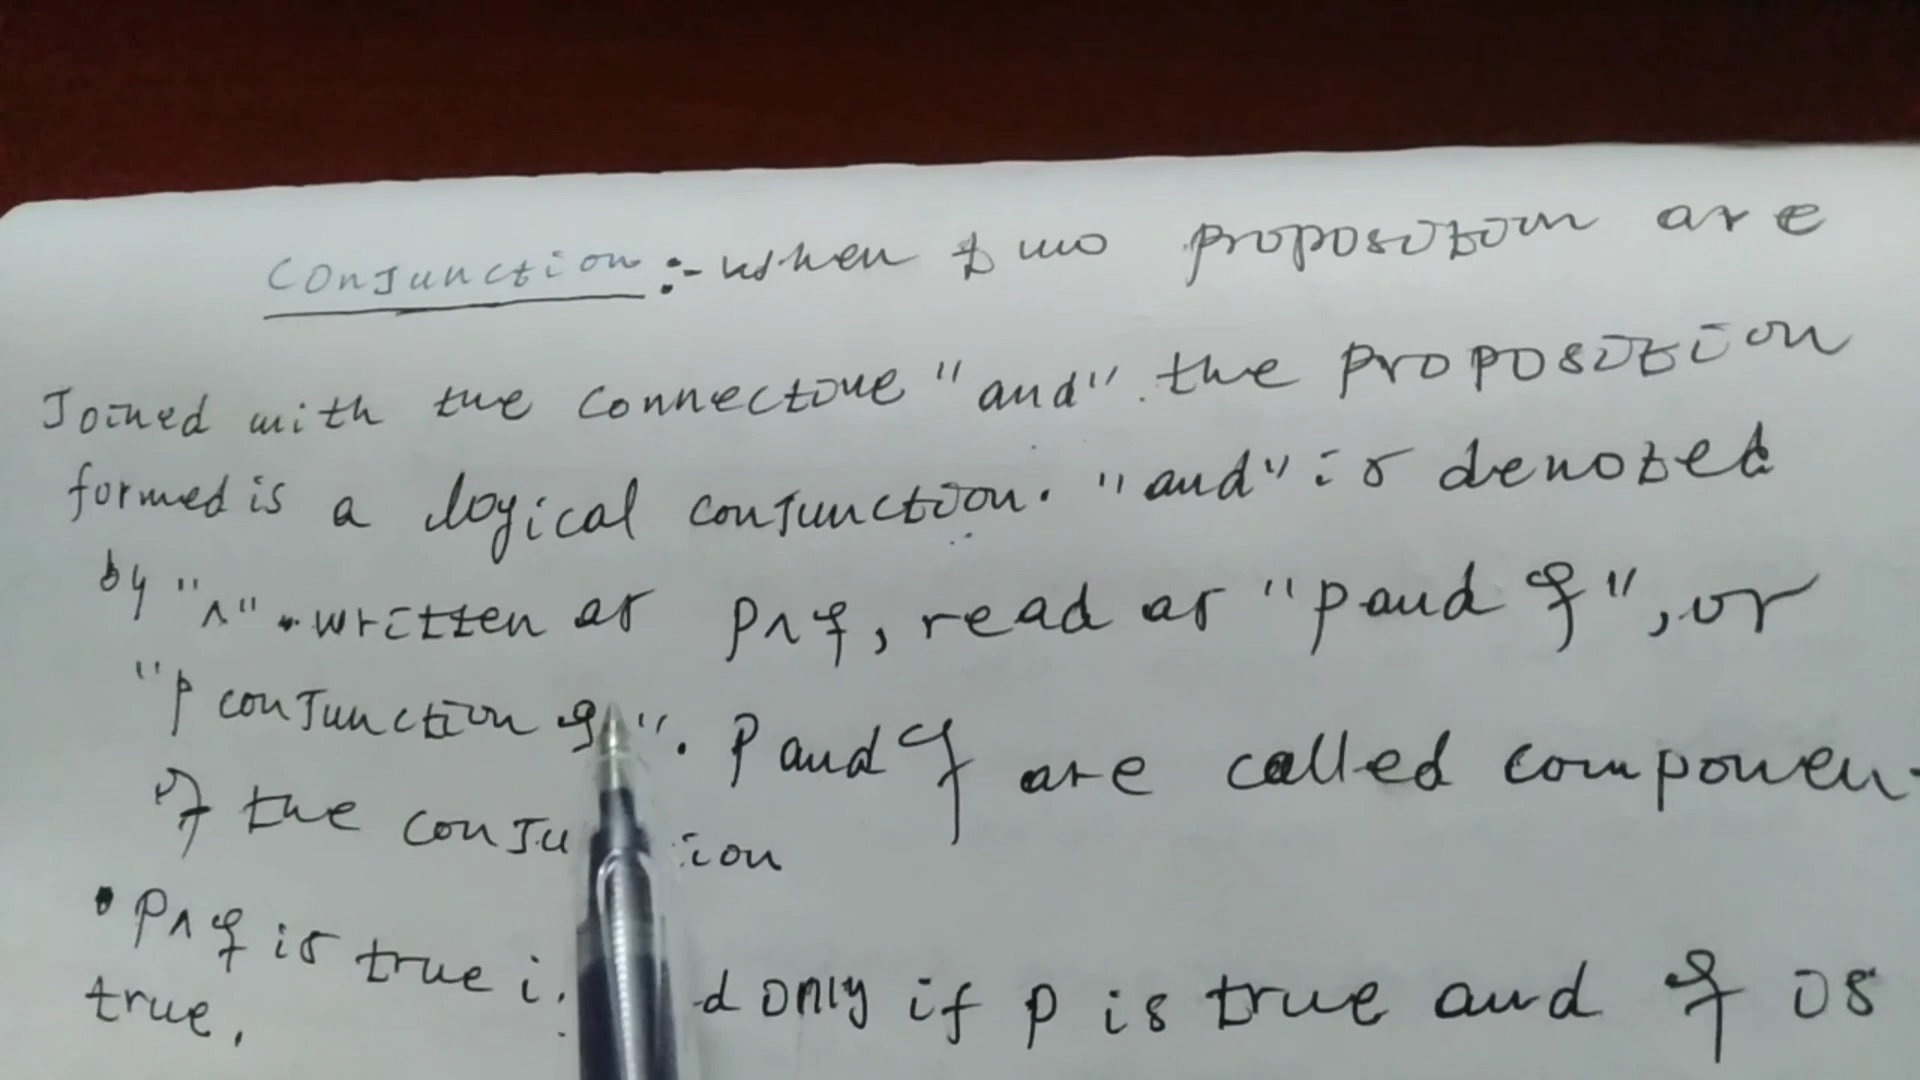 Conjunction :- when two proposition are
Joined with the connective "and" the proposition
formed is a logical conjunction. "and" is denoted
by "∧". written as p∧q, read as "p and q", or
"p conjunction q". P and q are called componen
of the conju ion
• p∧q is true i d only if p is true and q is
true.